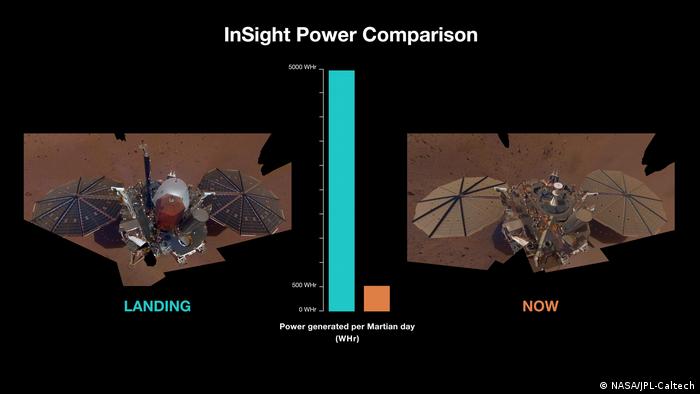 InSight Power Comparison
5000 WHr
500 WHr
0 WHr
LANDING
NOW
Power generated per Martian day
(WHr)
© NASA/JPL-Caltech